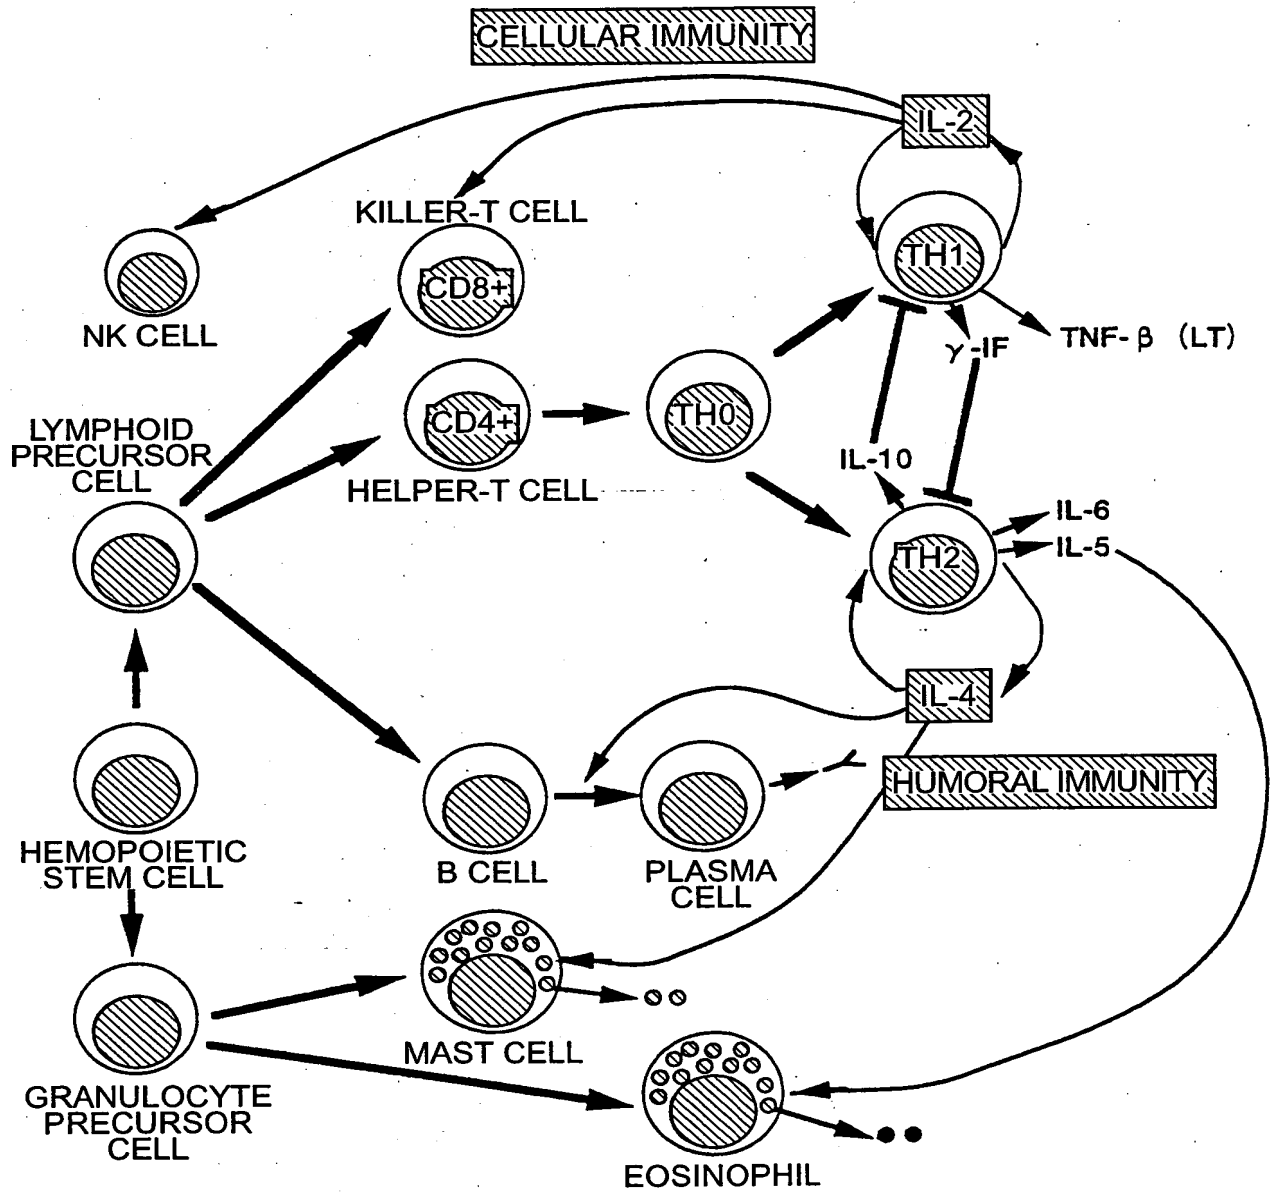 CELLULAR IMMUNITY
IL-2
KILLER-T CELL
TH1
CD8+
NK CELL
γ-IF
TNF-β (LT)
CD4+
TH0
LYMPHOID
PRECURSOR
CELL
IL-10
HELPER-T CELL
IL-6
IL-5
TH2
IL-4
HUMORAL IMMUNITY
HEMOPOIETIC
STEM CELL
B CELL
PLASMA
CELL
MAST CELL
GRANULOCYTE
PRECURSOR
CELL
EOSINOPHIL